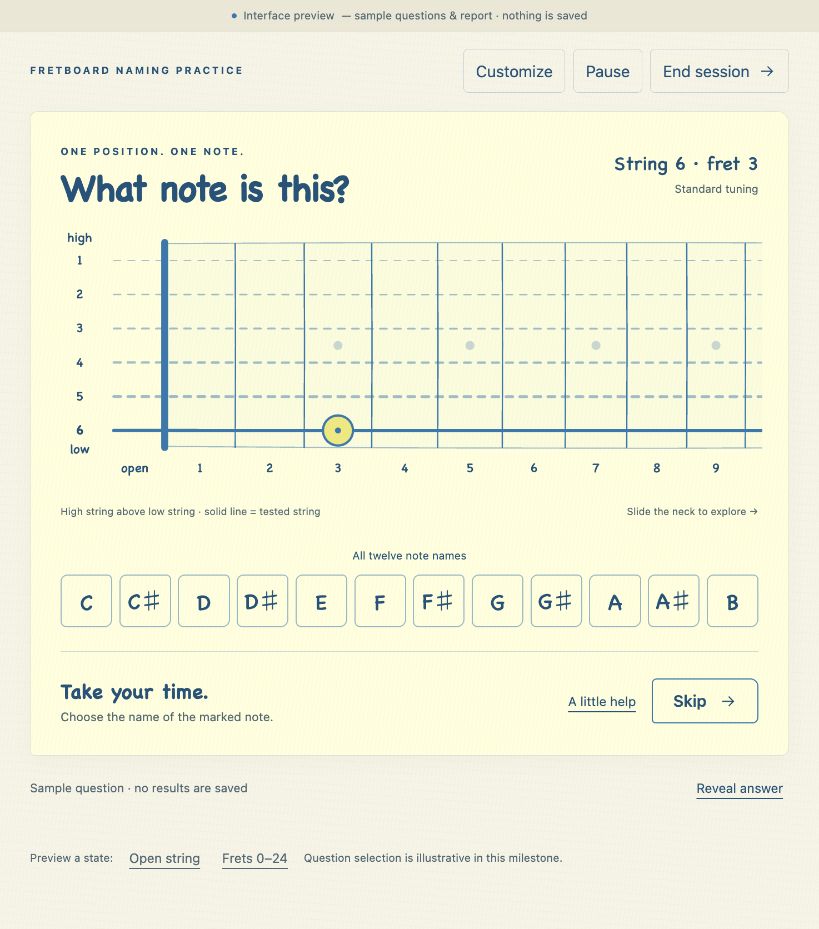 Interface preview — sample questions & report · nothing is saved
FRETBOARD NAMING PRACTICE
Customize
Pause
End session →
ONE POSITION. ONE NOTE.
What note is this?
String 6 · fret 3
Standard tuning
high
1
2
3
4
5
6
low
open 1 2 3 4 5 6 7 8 9
High string above low string · solid line = tested string
Slide the neck to explore →
All twelve note names
C C♯ D D♯ E F F♯ G G♯ A A♯ B
Take your time.
Choose the name of the marked note.
A little help
Skip →
Sample question · no results are saved
Reveal answer
Preview a state: Open string Frets 0–24 Question selection is illustrative in this milestone.